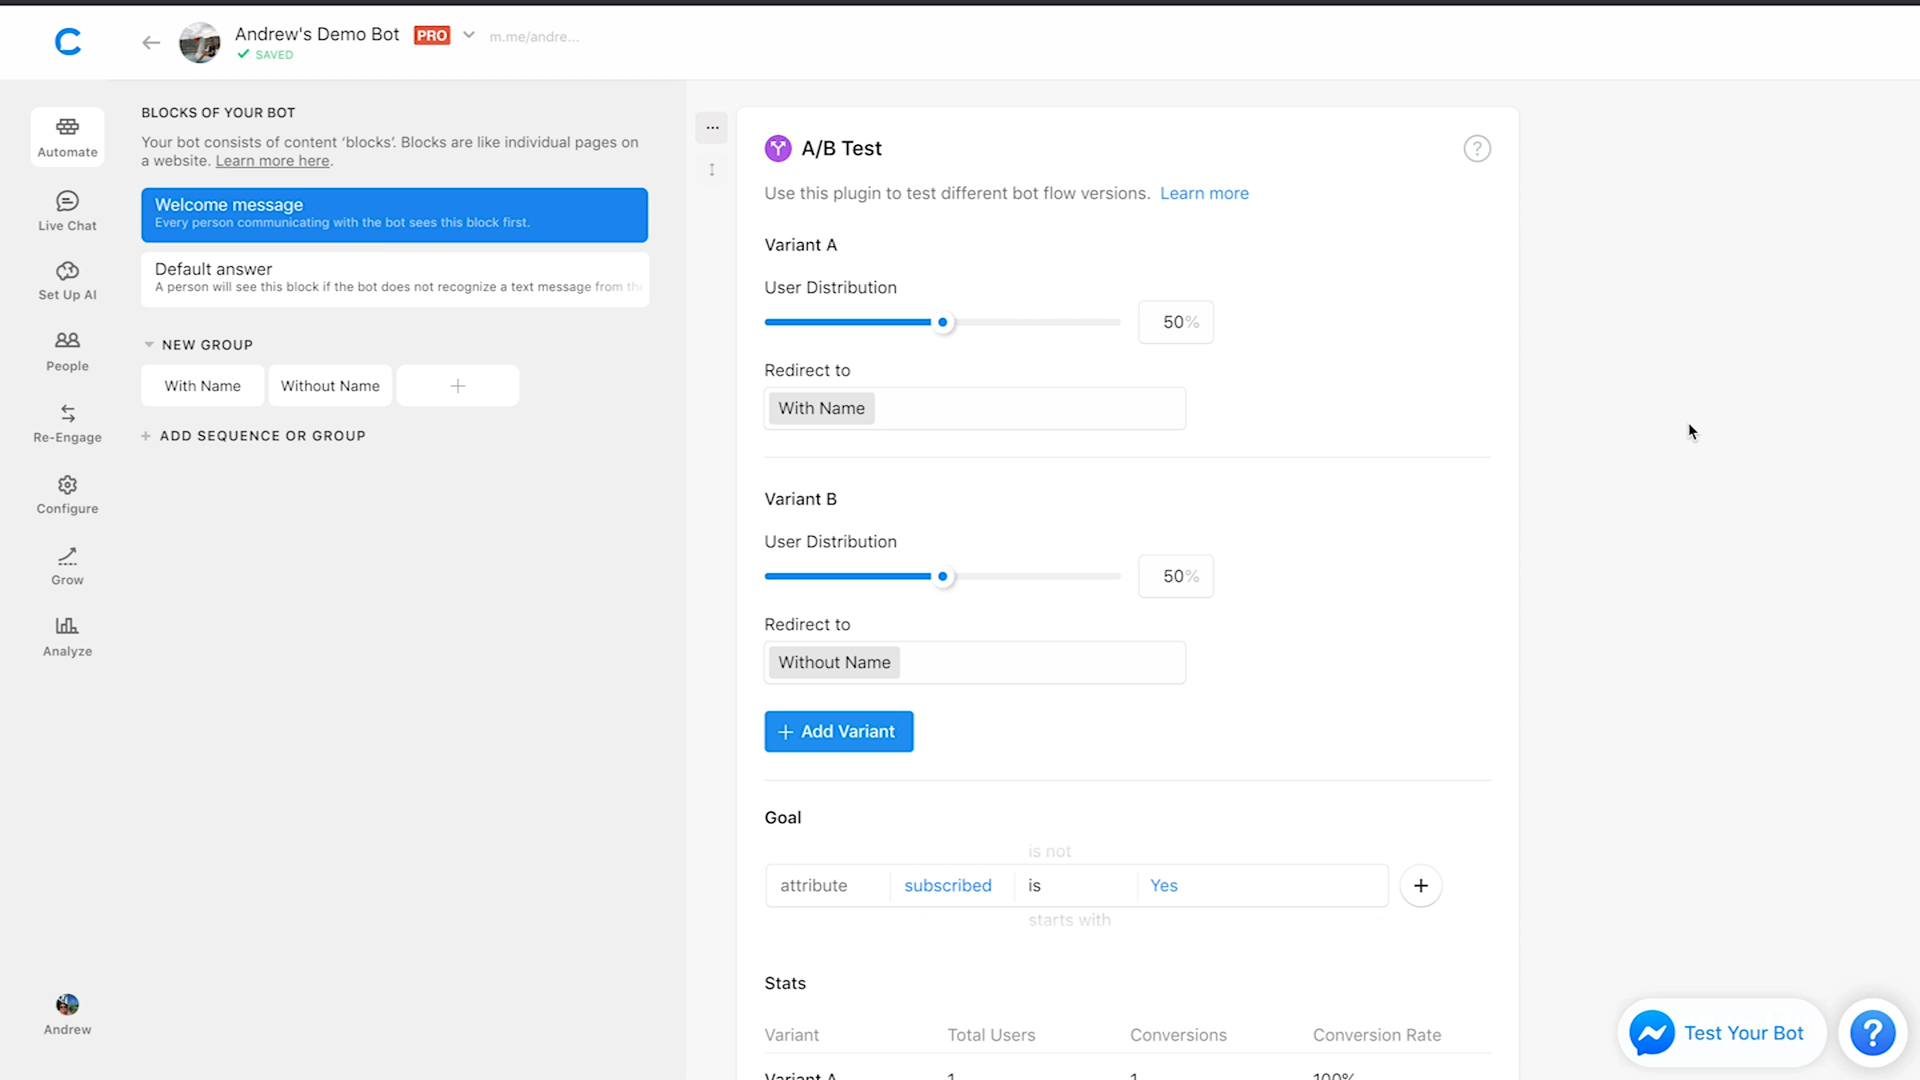 Andrew's Demo Bot PRO m.me/andre...
SAVED
Automate
Live Chat
Set Up AI
People
Re-Engage
Configure
Grow
Analyze
Andrew
BLOCKS OF YOUR BOT
Your bot consists of content ‘blocks’. Blocks are like individual pages on
a website. Learn more here.
Welcome message
Every person communicating with the bot sees this block first.
Default answer
A person will see this block if the bot does not recognize a text message from the
NEW GROUP
With Name Without Name +
+ ADD SEQUENCE OR GROUP
...
A/B Test ?
Use this plugin to test different bot flow versions. Learn more
Variant A
User Distribution
50%
Redirect to
With Name
Variant B
User Distribution
50%
Redirect to
Without Name
+ Add Variant
Goal
is not
attribute subscribed is Yes +
starts with
Stats
Variant Total Users Conversions Conversion Rate
Variant A 1 1 100%
Test Your Bot ?